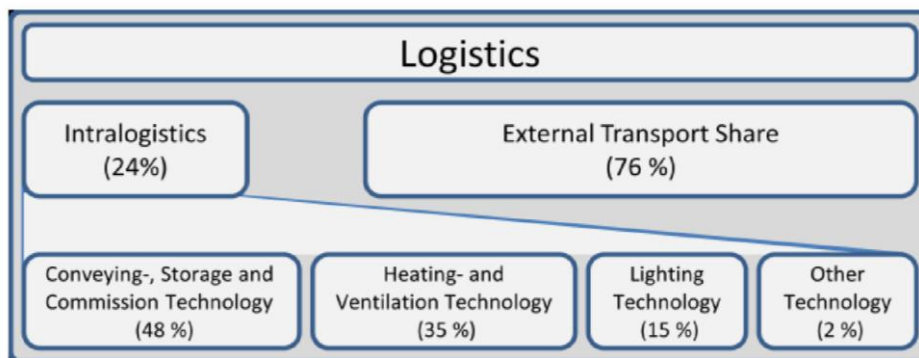 Logistics
Intralogistics
(24%)
External Transport Share
(76 %)
Conveying-, Storage and
Commission Technology
(48 %)
Heating- and
Ventilation Technology
(35 %)
Lighting
Technology
(15 %)
Other
Technology
(2 %)